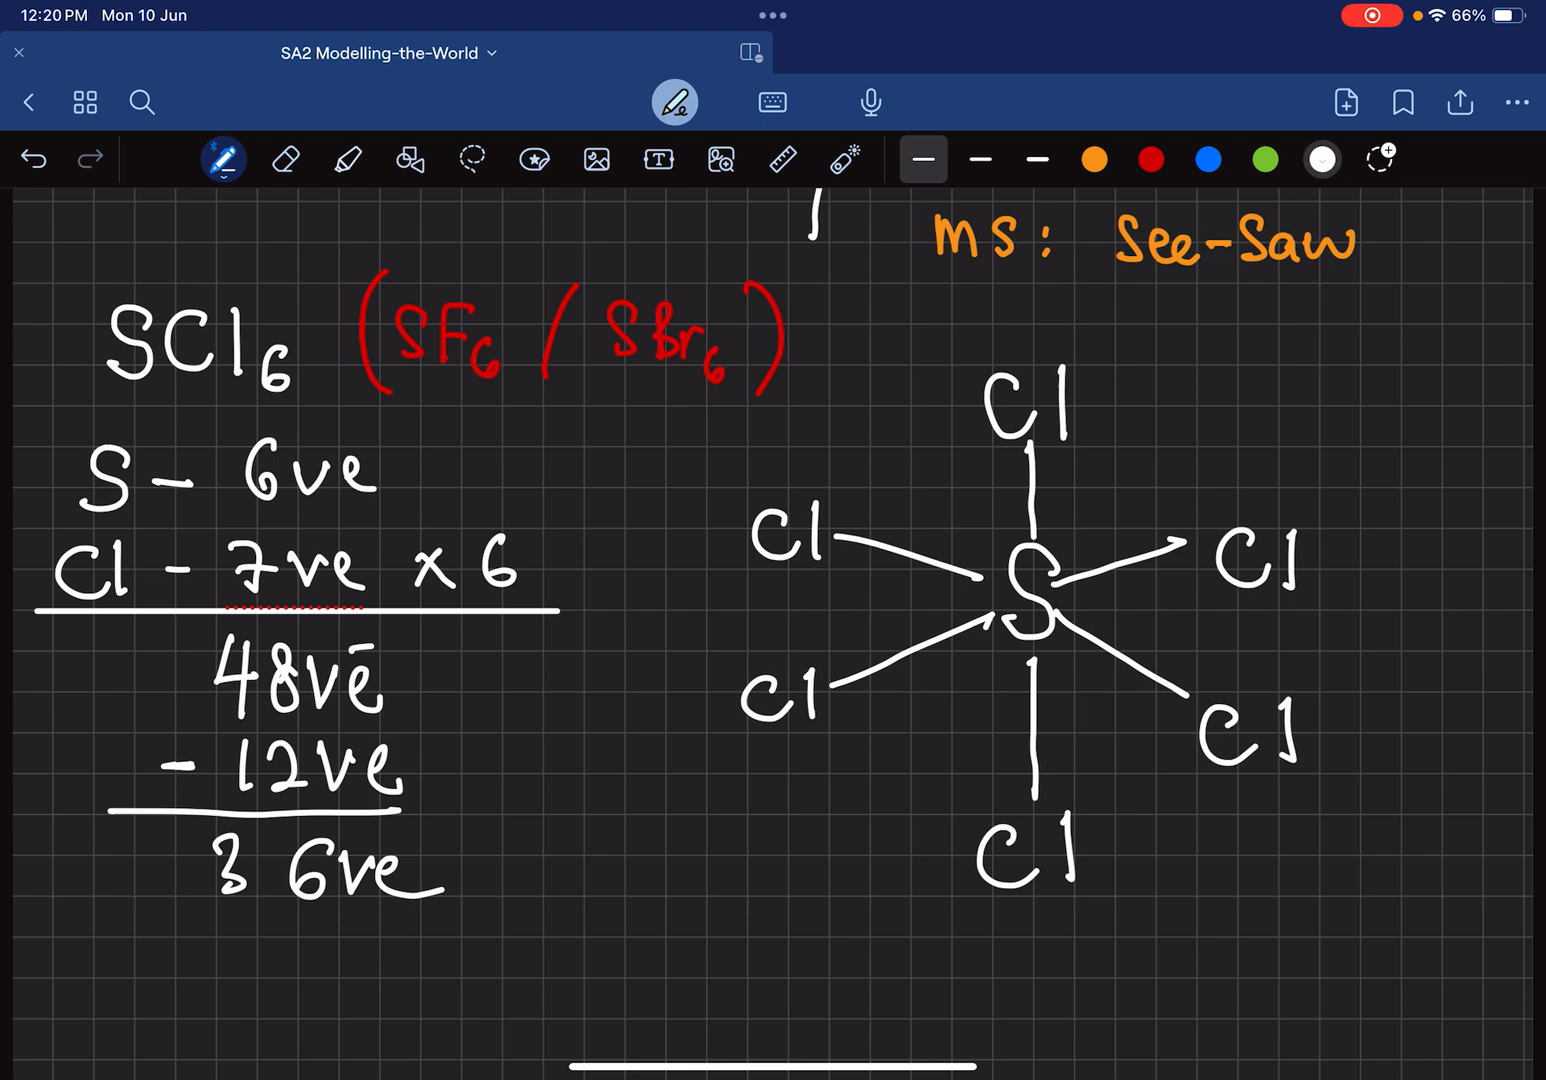 12:20 PM Mon 10 Jun
66%
SA2 Modelling-the-World
T
MS: See-Saw
SCl₆ (SF₆ / SBr₆)
S - 6ve
Cl - 7ve x 6
48vē
- 12ve
36ve
Cl
Cl
Cl
S
Cl
Cl
Cl